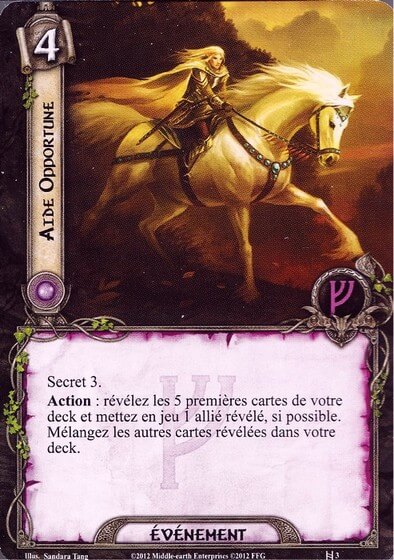 4
AIDE OPPORTUNE
Secret 3.
Action : révélez les 5 premières cartes de votre
deck et mettez en jeu 1 allié révélé, si possible.
Mélangez les autres cartes révélées dans votre
deck.
ÉVÉNEMENT
Illus. Sandara Tang ©2012 Middle-earth Enterprises ©2012 FFG 3